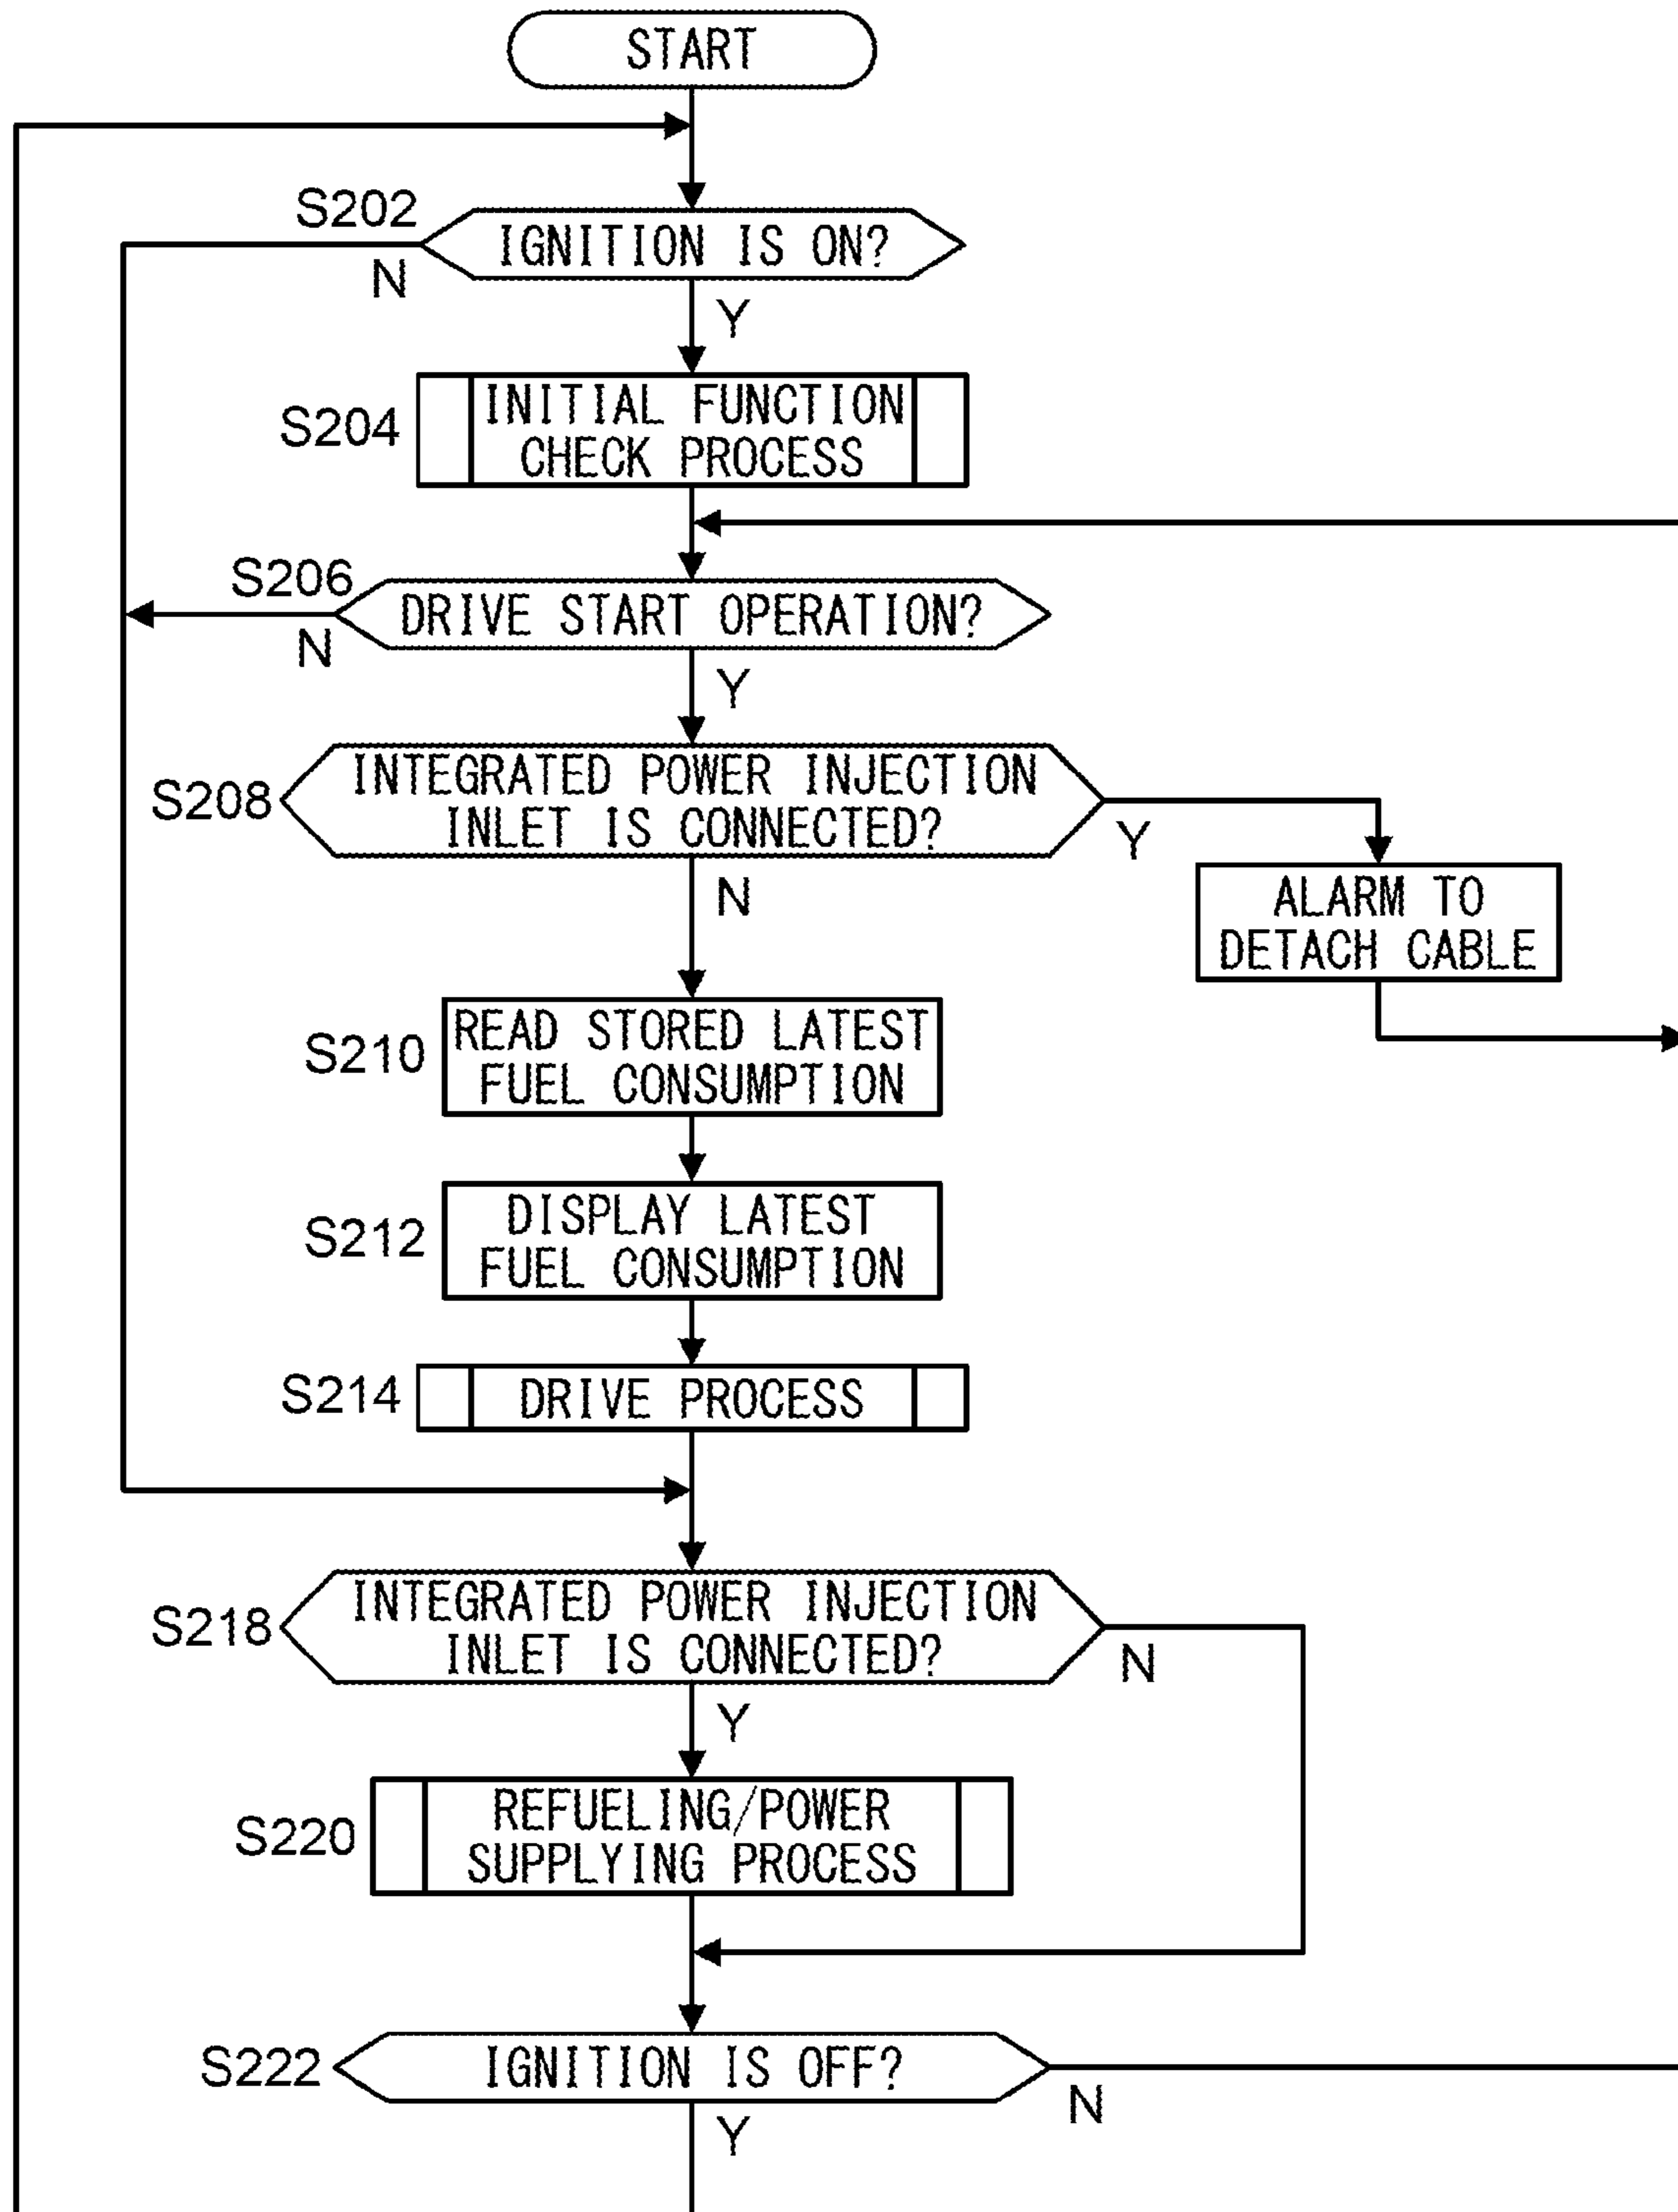 START
S202
IGNITION IS ON?
N
Y
S204
INITIAL FUNCTION
CHECK PROCESS
S206
DRIVE START OPERATION?
N
Y
S208
INTEGRATED POWER INJECTION
INLET IS CONNECTED?
Y
N
ALARM TO
DETACH CABLE
S210
READ STORED LATEST
FUEL CONSUMPTION
S212
DISPLAY LATEST
FUEL CONSUMPTION
S214
DRIVE PROCESS
S218
INTEGRATED POWER INJECTION
INLET IS CONNECTED?
N
Y
S220
REFUELING/POWER
SUPPLYING PROCESS
S222
IGNITION IS OFF?
N
Y